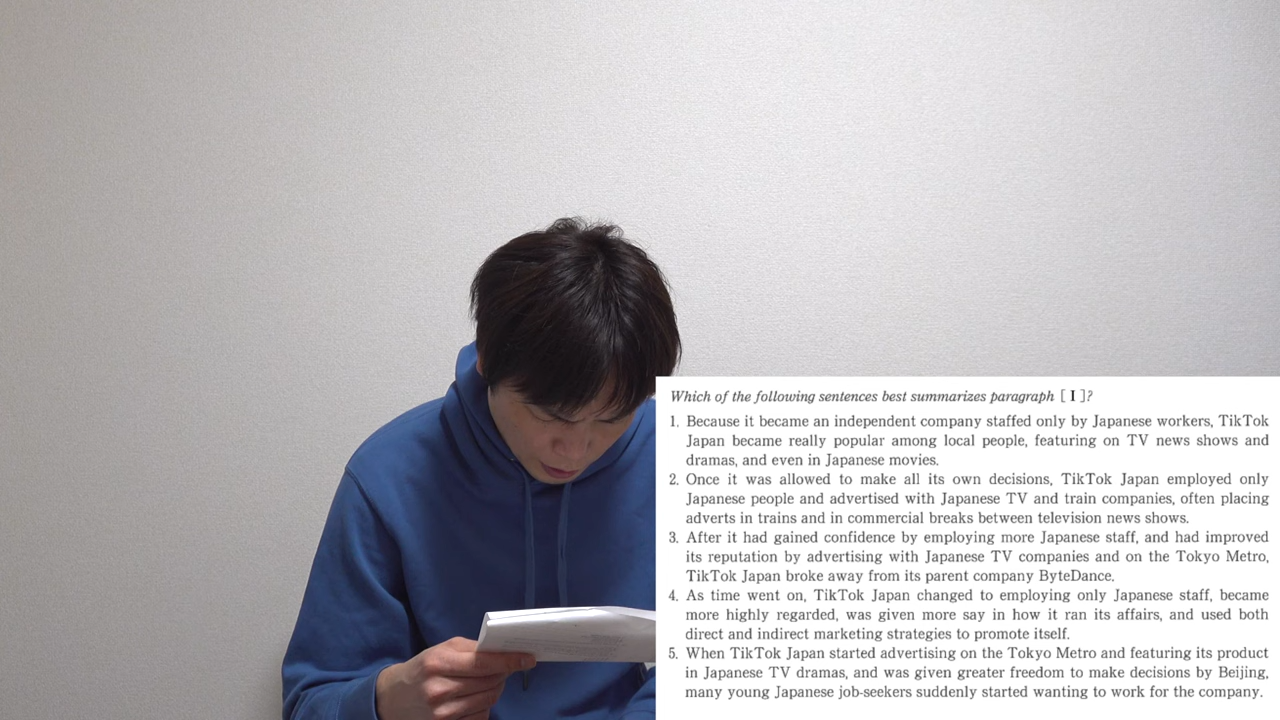 Which of the following sentences best summarizes paragraph [ I ]?
1. Because it became an independent company staffed only by Japanese workers, TikTok
Japan became really popular among local people, featuring on TV news shows and
dramas, and even in Japanese movies.
2. Once it was allowed to make all its own decisions, TikTok Japan employed only
Japanese people and advertised with Japanese TV and train companies, often placing
adverts in trains and in commercial breaks between television news shows.
3. After it had gained confidence by employing more Japanese staff, and had improved
its reputation by advertising with Japanese TV companies and on the Tokyo Metro,
TikTok Japan broke away from its parent company ByteDance.
4. As time went on, TikTok Japan changed to employing only Japanese staff, became
more highly regarded, was given more say in how it ran its affairs, and used both
direct and indirect marketing strategies to promote itself.
5. When TikTok Japan started advertising on the Tokyo Metro and featuring its product
in Japanese TV dramas, and was given greater freedom to make decisions by Beijing,
many young Japanese job-seekers suddenly started wanting to work for the company.